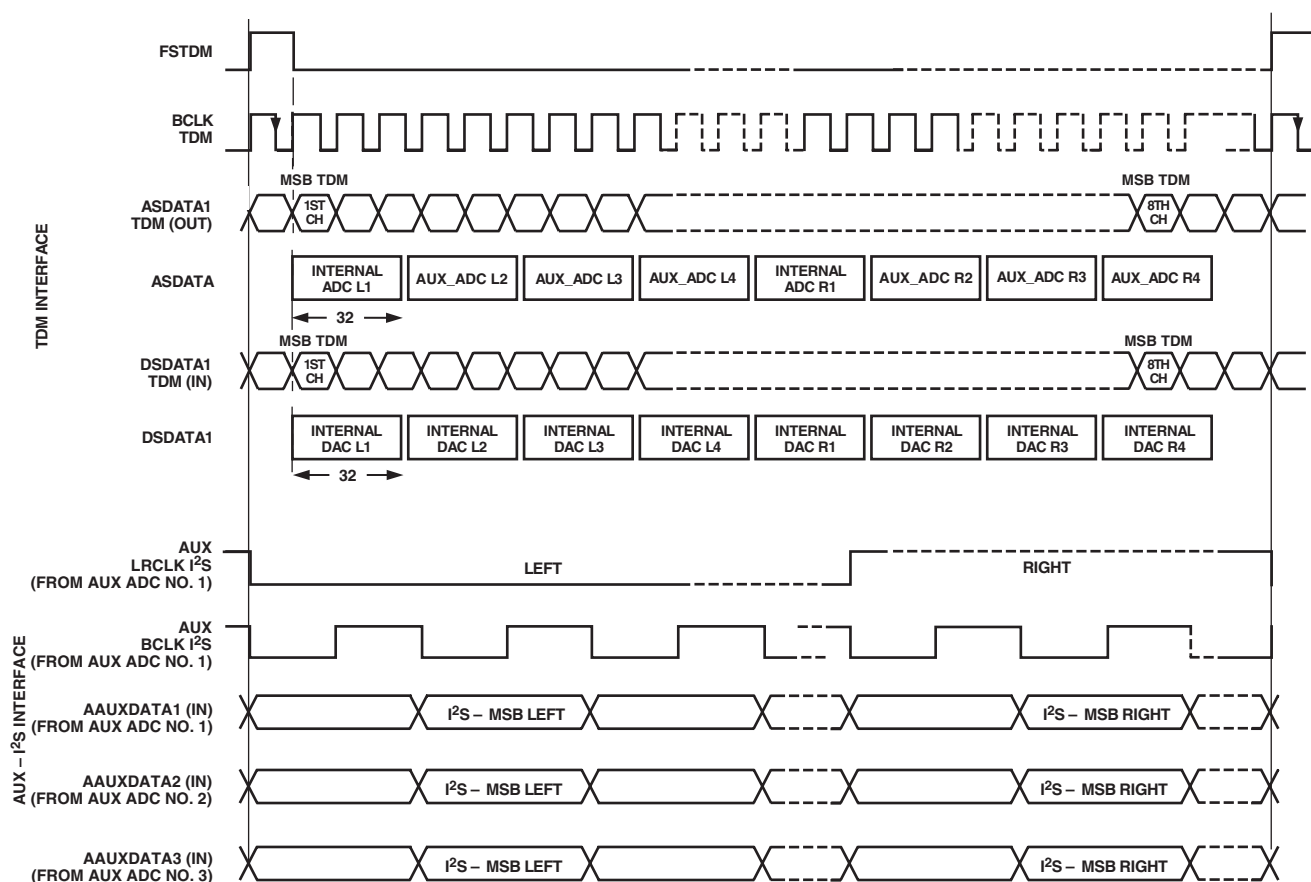 FSTDM
BCLK
TDM
MSB TDM
MSB TDM
ASDATA1
TDM (OUT)
1ST
CH
8TH
CH
TDM INTERFACE
ASDATA
INTERNAL
ADC L1
AUX_ADC L2
AUX_ADC L3
AUX_ADC L4
INTERNAL
ADC R1
AUX_ADC R2
AUX_ADC R3
AUX_ADC R4
32
MSB TDM
MSB TDM
DSDATA1
TDM (IN)
1ST
CH
8TH
CH
DSDATA1
INTERNAL
DAC L1
INTERNAL
DAC L2
INTERNAL
DAC L3
INTERNAL
DAC L4
INTERNAL
DAC R1
INTERNAL
DAC R2
INTERNAL
DAC R3
INTERNAL
DAC R4
32
AUX
LRCLK I²S
(FROM AUX ADC NO. 1)
LEFT
RIGHT
AUX – I²S INTERFACE
AUX
BCLK I²S
(FROM AUX ADC NO. 1)
AAUXDATA1 (IN)
(FROM AUX ADC NO. 1)
I²S – MSB LEFT
I²S – MSB RIGHT
AAUXDATA2 (IN)
(FROM AUX ADC NO. 2)
I²S – MSB LEFT
I²S – MSB RIGHT
AAUXDATA3 (IN)
(FROM AUX ADC NO. 3)
I²S – MSB LEFT
I²S – MSB RIGHT